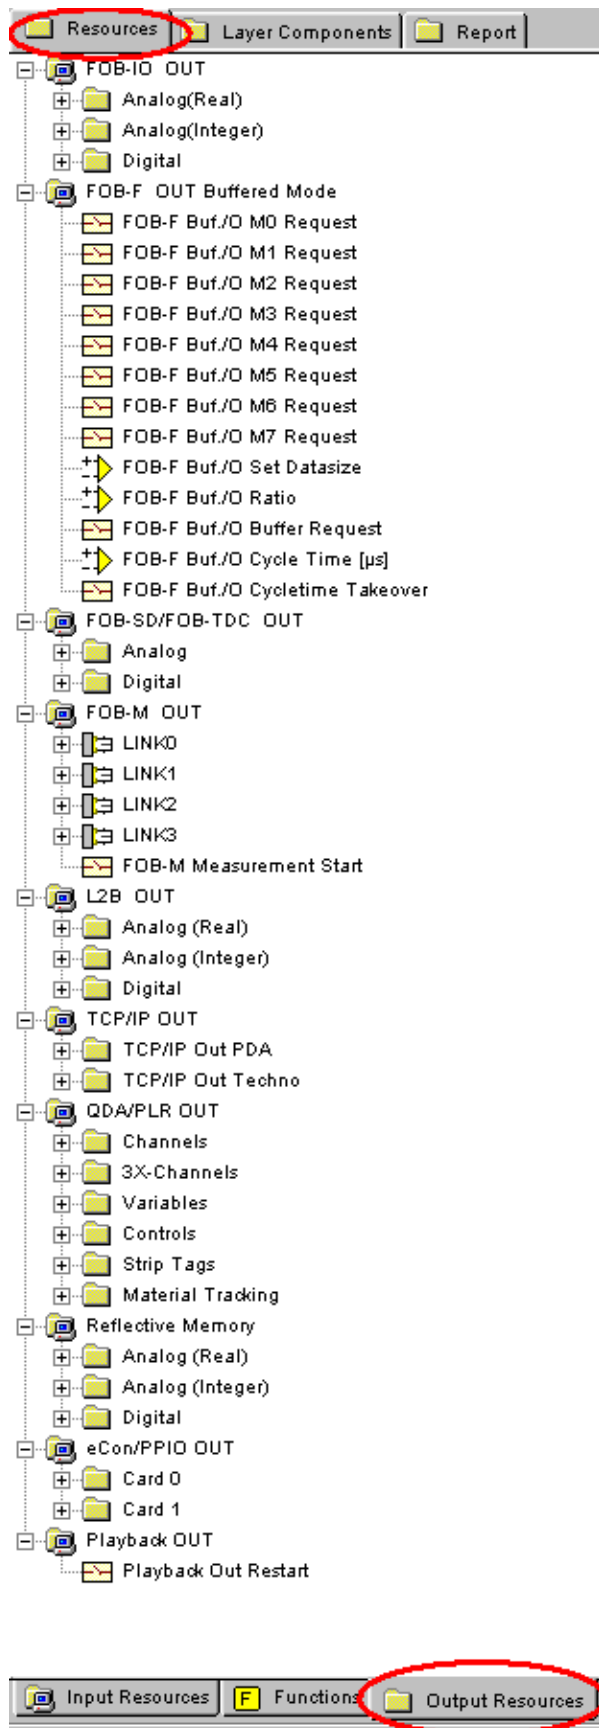 Resources Layer Components Report
FOB-IO OUT
Analog(Real)
Analog(Integer)
Digital
FOB-F OUT Buffered Mode
FOB-F Buf./O M0 Request
FOB-F Buf./O M1 Request
FOB-F Buf./O M2 Request
FOB-F Buf./O M3 Request
FOB-F Buf./O M4 Request
FOB-F Buf./O M5 Request
FOB-F Buf./O M6 Request
FOB-F Buf./O M7 Request
FOB-F Buf./O Set Datasize
FOB-F Buf./O Ratio
FOB-F Buf./O Buffer Request
FOB-F Buf./O Cycle Time [µs]
FOB-F Buf./O Cycletime Takeover
FOB-SD/FOB-TDC OUT
Analog
Digital
FOB-M OUT
LINK0
LINK1
LINK2
LINK3
FOB-M Measurement Start
L2B OUT
Analog (Real)
Analog (Integer)
Digital
TCP/IP OUT
TCP/IP Out PDA
TCP/IP Out Techno
QDA/PLR OUT
Channels
3X-Channels
Variables
Controls
Strip Tags
Material Tracking
Reflective Memory
Analog (Real)
Analog (Integer)
Digital
eCon/PPIO OUT
Card 0
Card 1
Playback OUT
Playback Out Restart
Input Resources F Functions Output Resources